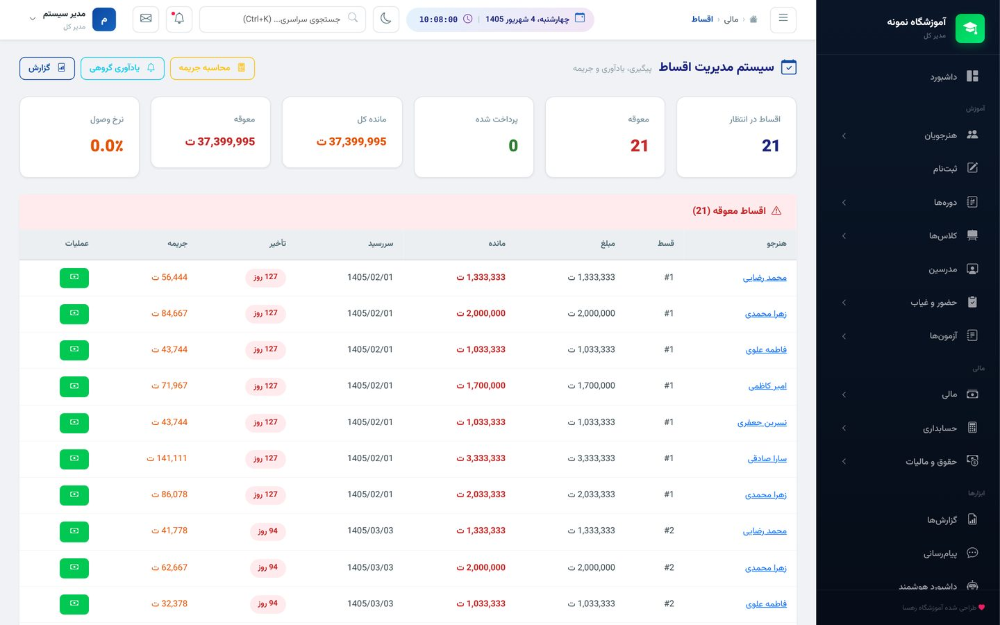 آموزشگاه نمونه
مدیر کل
داشبورد
آموزش
هنرجویان
ثبت‌نام
دوره‌ها
کلاس‌ها
مدرسین
حضور و غیاب
آزمون‌ها
مالی
مالی
حسابداری
حقوق و مالیات
ابزارها
گزارش‌ها
پیام‌رسانی
داشبورد هوشمند
طراحی شده آموزشگاه رهسا
مالی
اقساط
چهارشنبه، 4 شهریور 1405 | 10:08:00
جستجوی سراسری... (Ctrl+K)
م
مدیر سیستم
مدیر کل
سیستم مدیریت اقساط پیگیری، یادآوری و جریمه
محاسبه جریمه
یادآوری گروهی
گزارش
اقساط در انتظار
21
معوقه
21
پرداخت شده
0
مانده کل
37,399,995 ت
معوقه
37,399,995 ت
نرخ وصول
0.0٪
اقساط معوقه (21)
هنرجو قسط مبلغ مانده سررسید تأخیر جریمه عملیات
محمد رضایی #1 1,333,333 ت 1,333,333 ت 1405/02/01 127 روز 56,444 ت
زهرا محمدی #1 2,000,000 ت 2,000,000 ت 1405/02/01 127 روز 84,667 ت
فاطمه علوی #1 1,033,333 ت 1,033,333 ت 1405/02/01 127 روز 43,744 ت
امیر کاظمی #1 1,700,000 ت 1,700,000 ت 1405/02/01 127 روز 71,967 ت
نسرین جعفری #1 1,033,333 ت 1,033,333 ت 1405/02/01 127 روز 43,744 ت
سارا صادقی #1 3,333,333 ت 3,333,333 ت 1405/02/01 127 روز 141,111 ت
زهرا محمدی #1 2,033,333 ت 2,033,333 ت 1405/02/01 127 روز 86,078 ت
محمد رضایی #2 1,333,333 ت 1,333,333 ت 1405/03/03 94 روز 41,778 ت
زهرا محمدی #2 2,000,000 ت 2,000,000 ت 1405/03/03 94 روز 62,667 ت
فاطمه علوی #2 1,033,333 ت 1,033,333 ت 1405/03/03 94 روز 32,378 ت